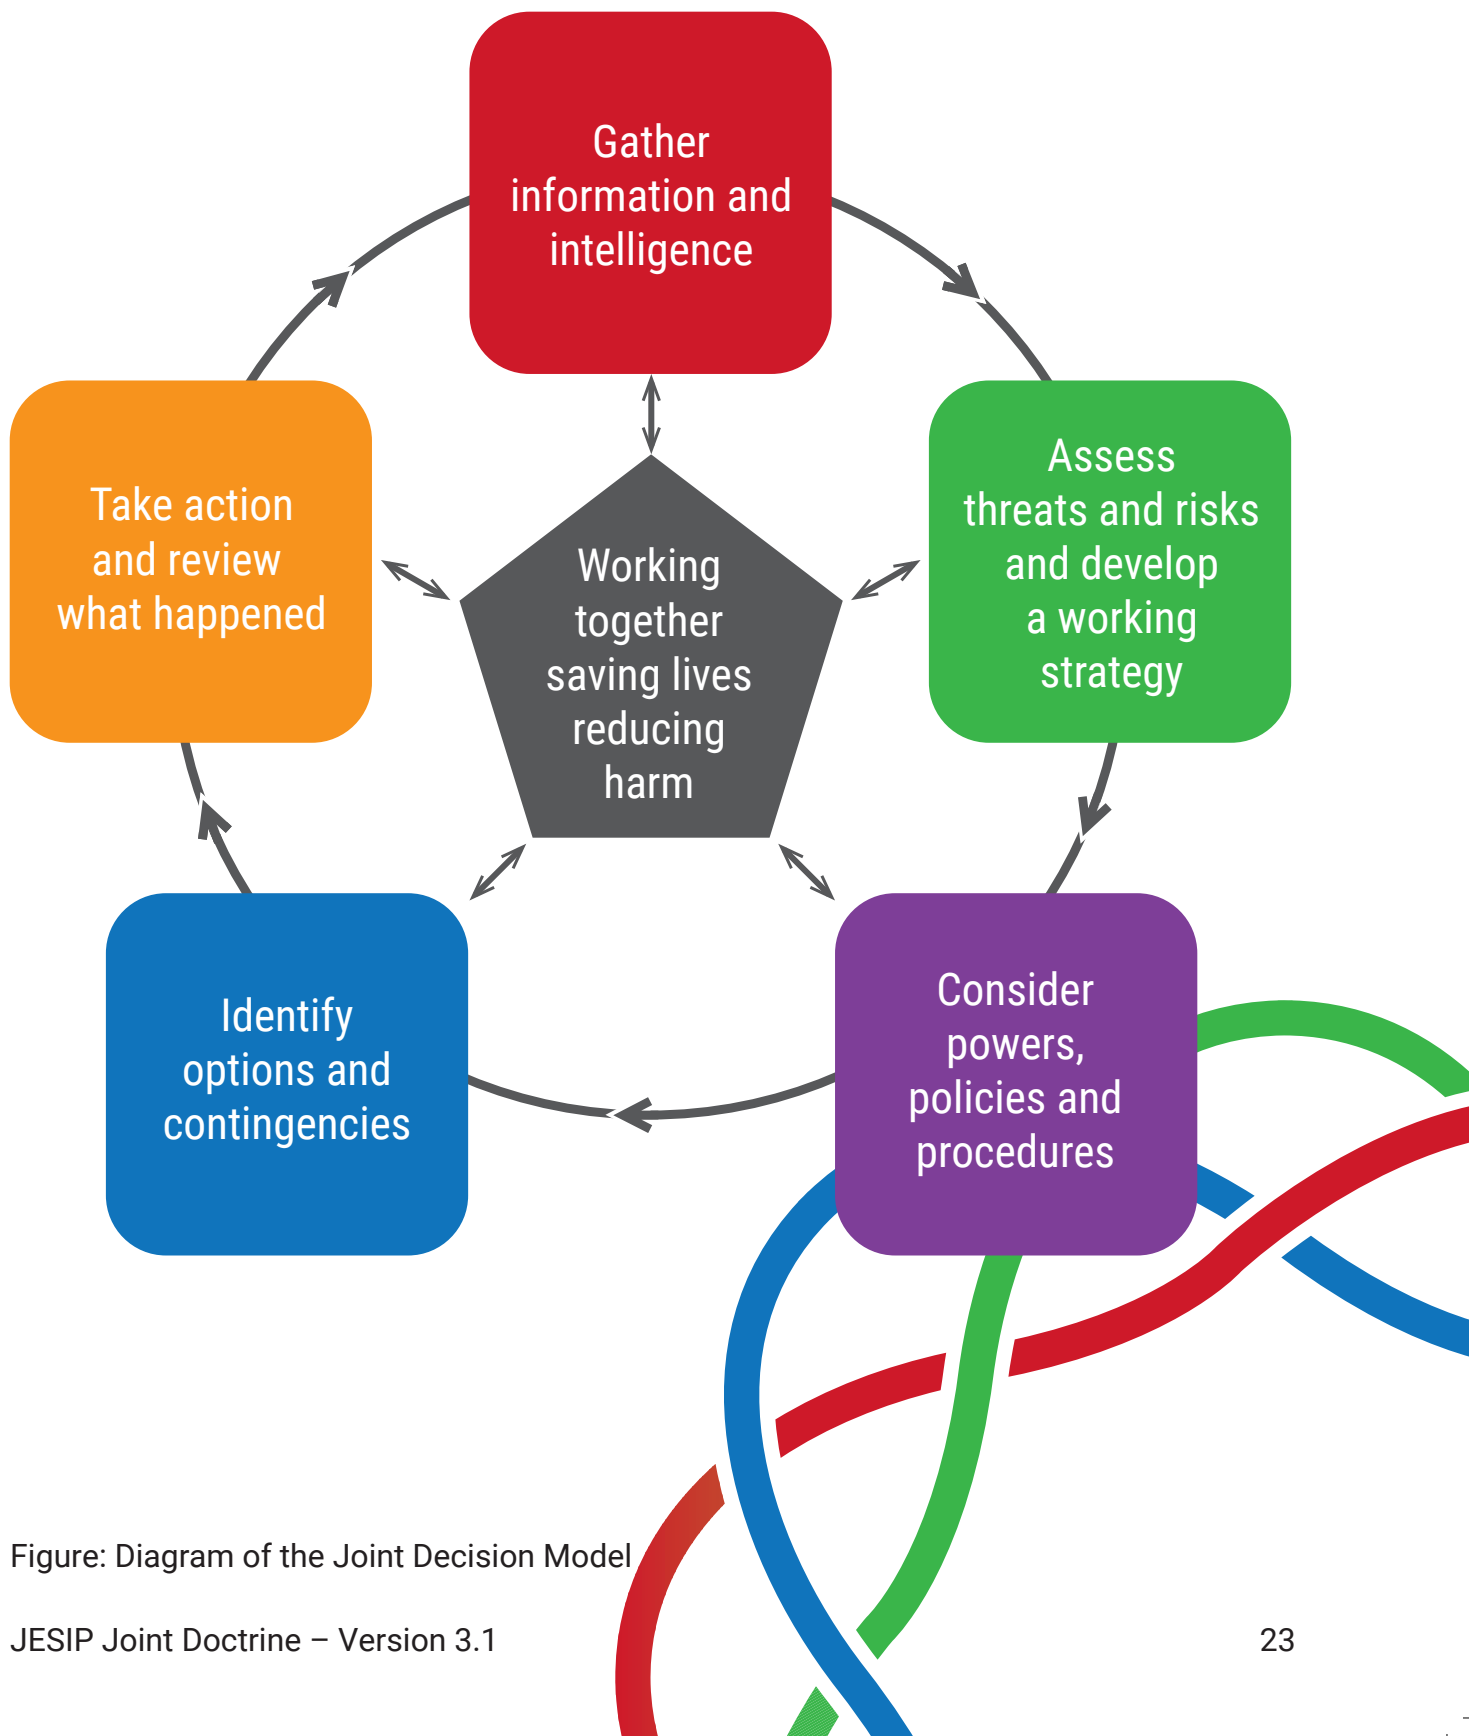 Gather
information and
intelligence
Assess
threats and risks
and develop
a working
strategy
Consider
powers,
policies and
procedures
Identify
options and
contingencies
Take action
and review
what happened
Working
together
saving lives
reducing
harm
Figure: Diagram of the Joint Decision Model
JESIP Joint Doctrine – Version 3.1
23